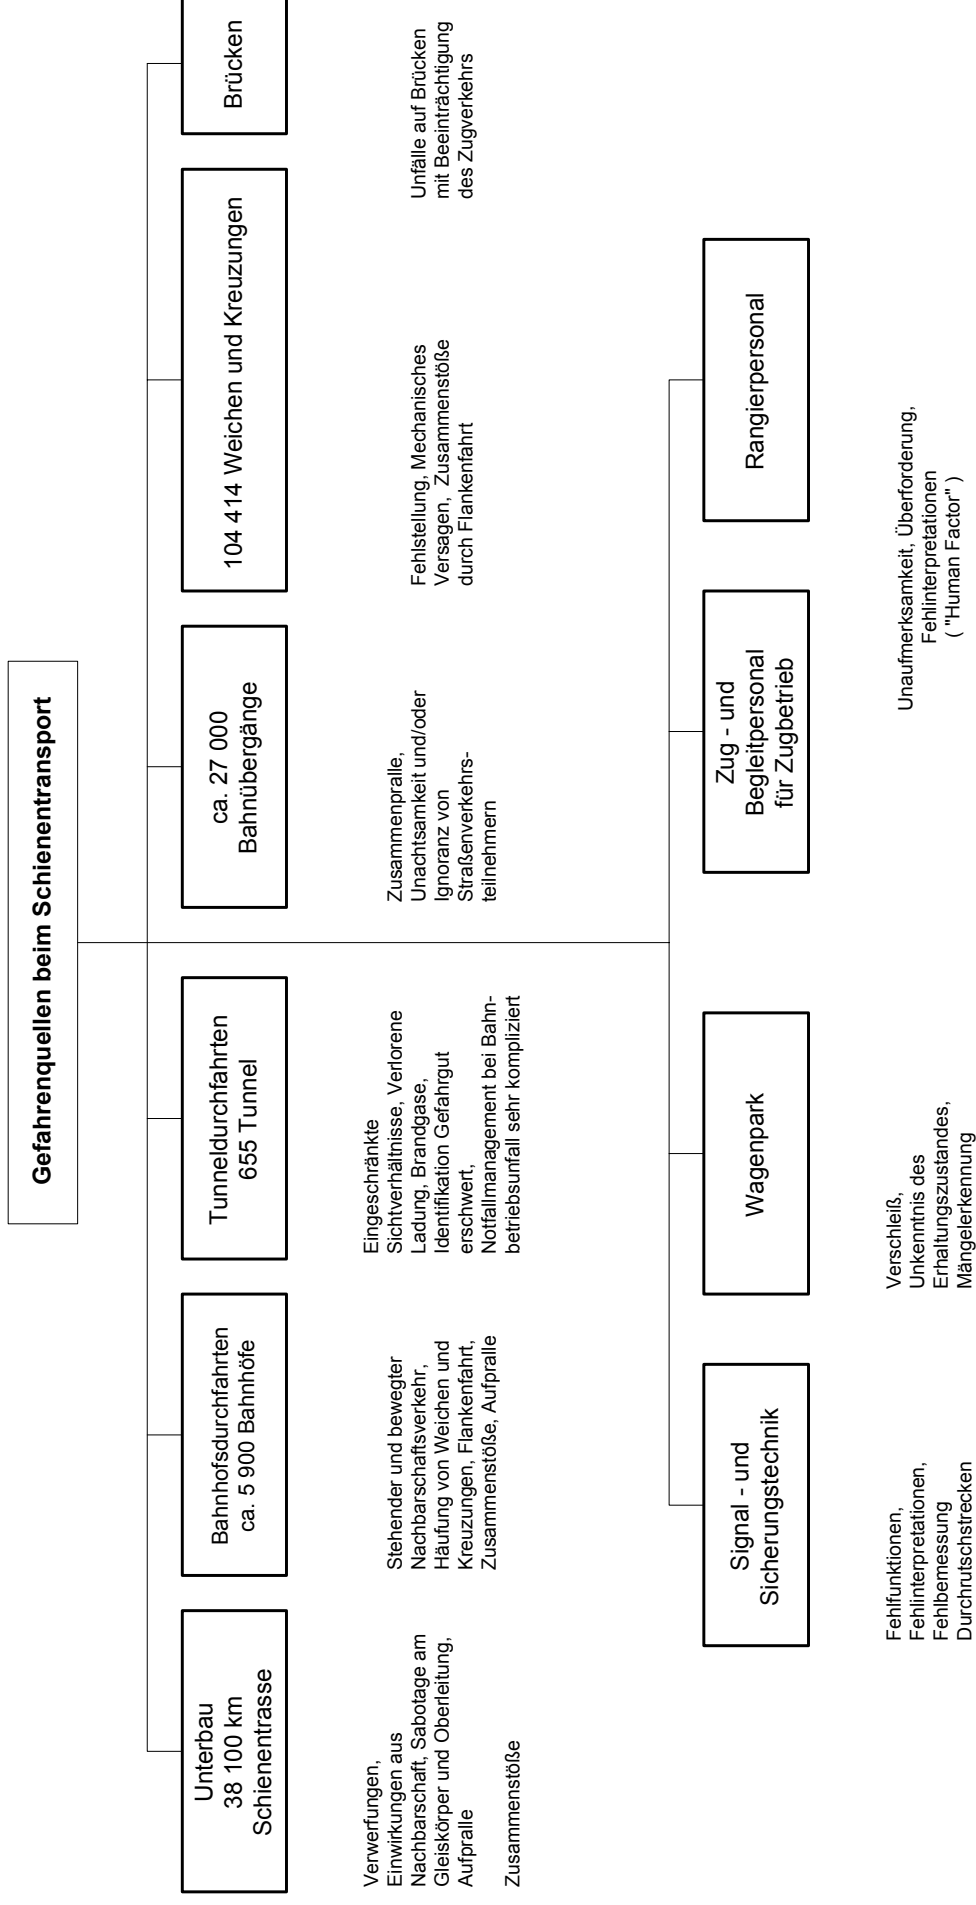 Gefahrenquellen beim Schienentransport
Unterbau
38 100 km
Schienentrasse
Bahnhofsdurchfahrten
ca. 5 900 Bahnhöfe
Tunneldurchfahrten
655 Tunnel
ca. 27 000
Bahnübergänge
104 414 Weichen und Kreuzungen
Brücken
Verwerfungen,
Einwirkungen aus
Nachbarschaft, Sabotage am
Gleiskörper und Oberleitung,
Aufpralle
Zusammenstöße
Stehender und bewegter
Nachbarschaftsverkehr,
Häufung von Weichen und
Kreuzungen, Flankenfahrt,
Zusammenstöße, Aufpralle
Eingeschränkte
Sichtverhältnisse, Verlorene
Ladung, Brandgase,
Identifikation Gefahrgut
erschwert,
Notfallmanagement bei Bahn-
betriebsunfall sehr kompliziert
Zusammenpralle,
Unachtsamkeit und/oder
Ignoranz von
Straßenverkehrs-
teilnehmern
Fehlstellung, Mechanisches
Versagen, Zusammenstöße
durch Flankenfahrt
Unfälle auf Brücken
mit Beeinträchtigung
des Zugverkehrs
Signal - und
Sicherungstechnik
Wagenpark
Zug - und
Begleitpersonal
für Zugbetrieb
Rangierpersonal
Fehlfunktionen,
Fehlinterpretationen,
Fehlbemessung
Durchrutschstrecken
Verschleiß,
Unkenntnis des
Erhaltungszustandes,
Mängelerkennung
Unaufmerksamkeit, Überforderung,
Fehlinterpretationen
( "Human Factor" )